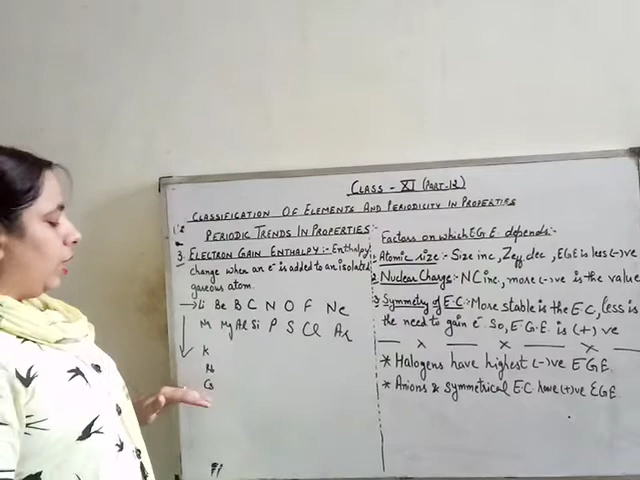 CLASS - XI (PART-12)
CLASSIFICATION OF ELEMENTS AND PERIODICITY IN PROPERTIES
PERIODIC TRENDS IN PROPERTIES:-
3. ELECTRON GAIN ENTHALPY:- Enthalpy
change when an e⁻ is added to an isolated
gaseous atom.
→ Li Be B C N O F Ne
Mg Al Si P S Cl Ar
K
Rb
Cs
Factors on which E.G.E depends:-
1. Atomic size:- Size inc, Zeff dec, EGE is less (-)ve
2. Nuclear Charge:- NC inc., more (-)ve is the value
3. Symmetry of E.C:- More stable is the E.C, less is
the need to gain e⁻. So, E.G.E. is (+)ve
— x — x — x —
* Halogens have highest (-)ve E.G.E.
* Anions & symmetrical E.C have (+)ve E.G.E.